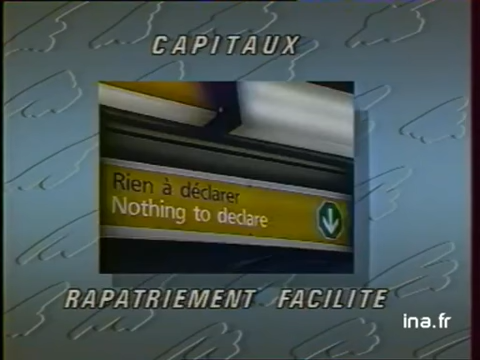 CAPITAUX
Rien à déclarer
Nothing to declare
RAPATRIEMENT FACILITE
ina.fr